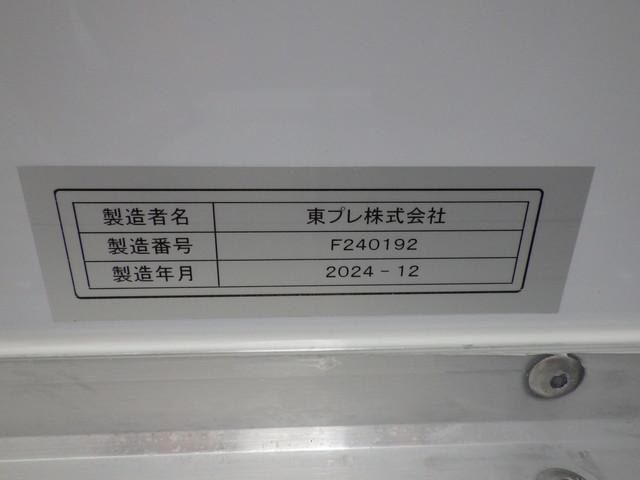 製造者名 東プレ株式会社
製造番号 F240192
製造年月 2024-12